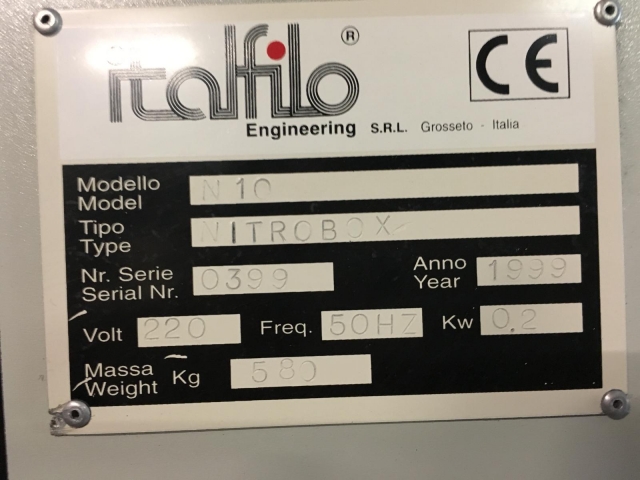 italfilo ®
Engineering S.R.L. Grosseto - Italia
CE
Modello
Model N10
Tipo
Type NITROBOX
Nr. Serie
Serial Nr. 0399
Anno
Year 1999
Volt 220 Freq. 50HZ Kw 0.2
Massa
Weight Kg 580